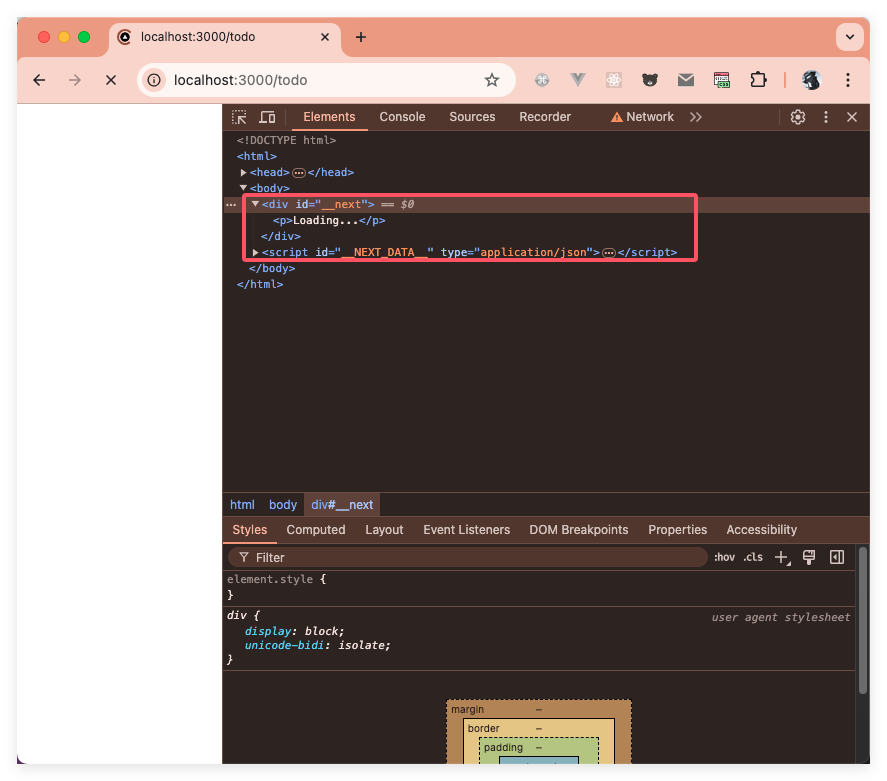 localhost:3000/todo
localhost:3000/todo
Elements Console Sources Recorder Network
<!DOCTYPE html>
<html>
<head>…</head>
<body>
… <div id="__next"> == $0
<p>Loading...</p>
</div>
<script id="__NEXT_DATA__" type="application/json">…</script>
</body>
</html>
html body div#__next
Styles Computed Layout Event Listeners DOM Breakpoints Properties Accessibility
Filter :hov .cls
element.style {
}
div { user agent stylesheet
display: block;
unicode-bidi: isolate;
}
margin –
border –
padding –